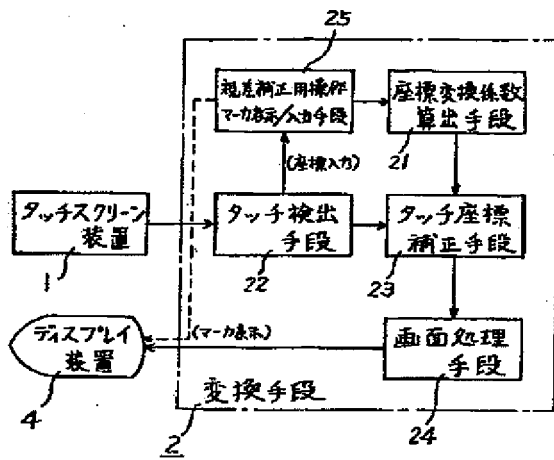 25
視差補正用操作
マーカ表示/入力手段
座標変換係数
算出手段
21
(座標入力)
タッチスクリーン
装置
1
タッチ検出
手段
22
タッチ座標
補正手段
23
(マーカ表示)
ディスプレイ
装置
4
画面処理
手段
24
変換手段
2